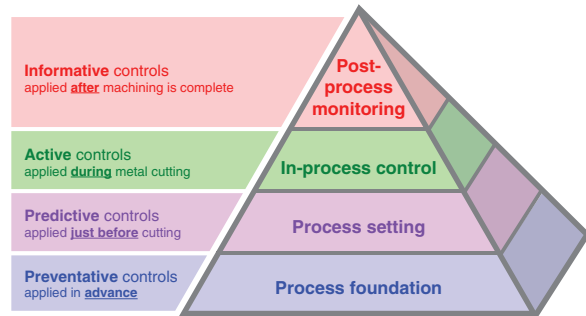 Informative controls
applied after machining is complete
Post-
process
monitoring
Active controls
applied during metal cutting
In-process control
Predictive controls
applied just before cutting
Process setting
Preventative controls
applied in advance
Process foundation